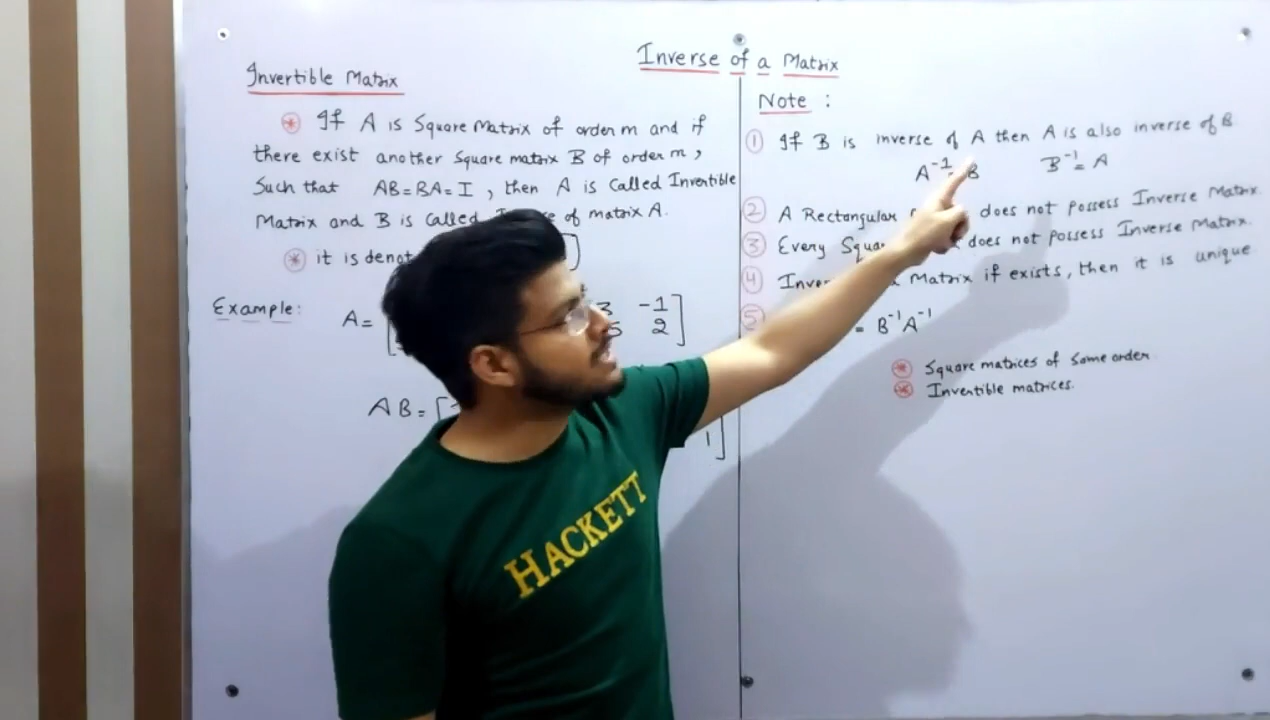 Inverse of a Matrix
Invertible Matrix
If A is Square Matrix of order m and if
there exist another Square matrix B of order m,
Such that AB=BA=I, then A is Called Invertible
Matrix and B is Called of matrix A.
it is
Example: A= [ 3 -1
2 ]
AB= [
1 ]
Note :
① If B is inverse of A then A is also inverse of B
A⁻¹ B B⁻¹ = A
② A Rectangular does not possess Inverse Matrix.
③ Every does not possess Inverse Matrix.
④ Matrix if exists, then it is unique
⑤ = B⁻¹A⁻¹
Square matrices of Same order
Invertible matrices.
HACKETT